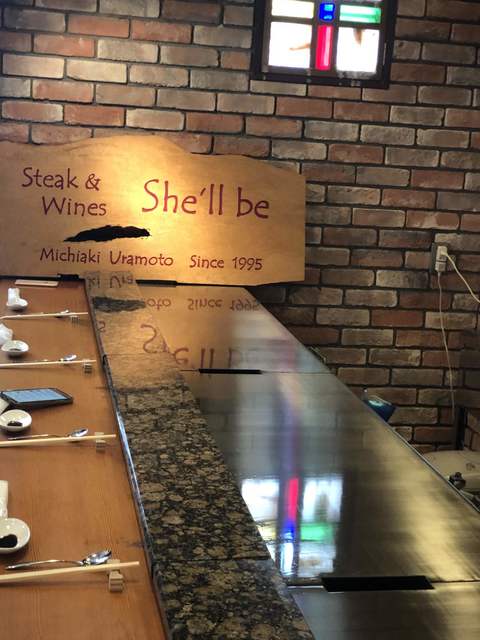 Steak &
Wines
She'll be
Michiaki Uramoto Since 1995